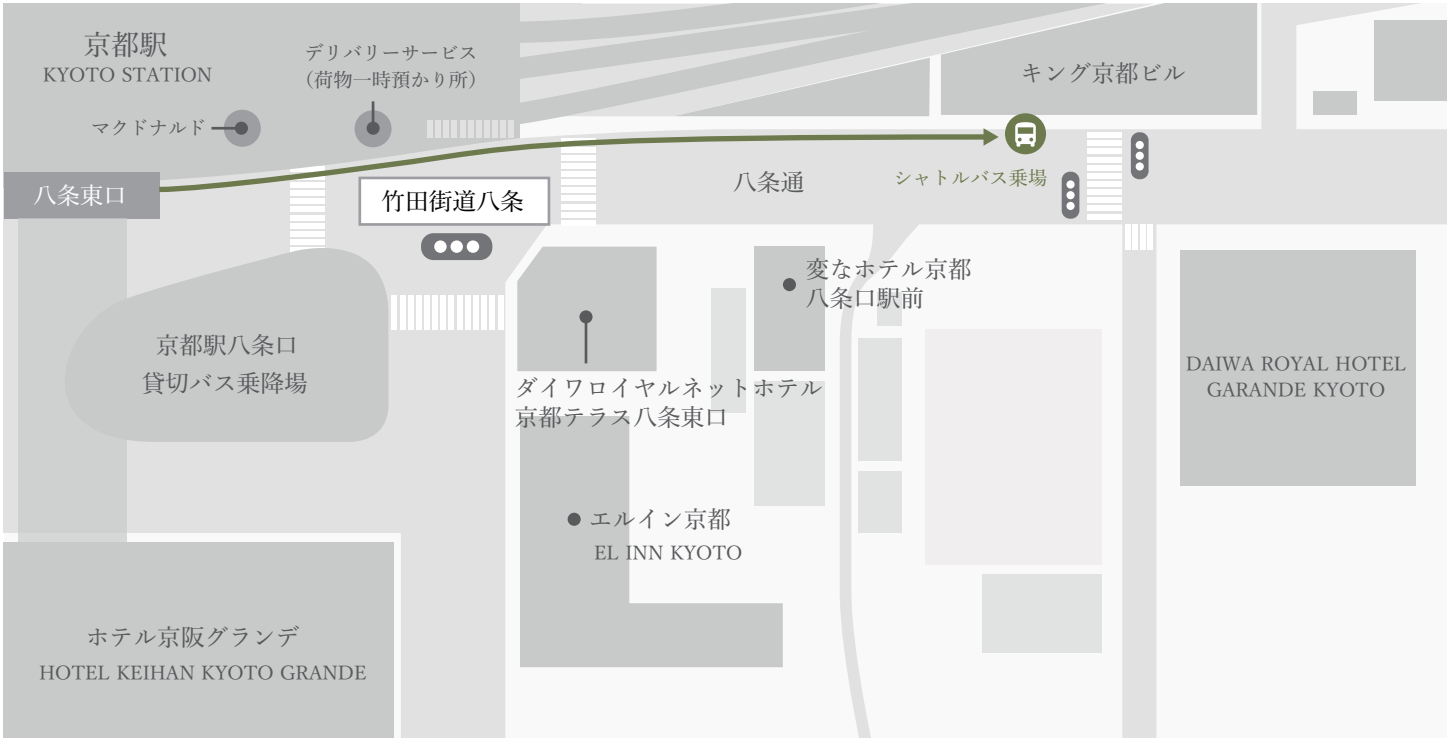 京都駅
KYOTO STATION
デリバリーサービス
（荷物一時預かり所）
マクドナルド
キング京都ビル
八条東口
竹田街道八条
八条通
シャトルバス乗場
変なホテル京都
八条口駅前
京都駅八条口
貸切バス乗降場
ダイワロイヤルネットホテル
京都テラス八条東口
DAIWA ROYAL HOTEL
GARANDE KYOTO
エルイン京都
EL INN KYOTO
ホテル京阪グランデ
HOTEL KEIHAN KYOTO GRANDE